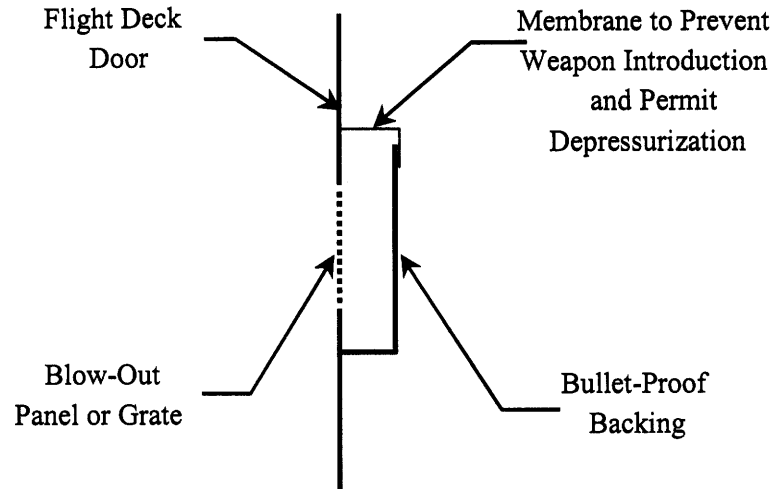 Flight Deck
Door
Membrane to Prevent
Weapon Introduction
and Permit
Depressurization
Blow-Out
Panel or Grate
Bullet-Proof
Backing